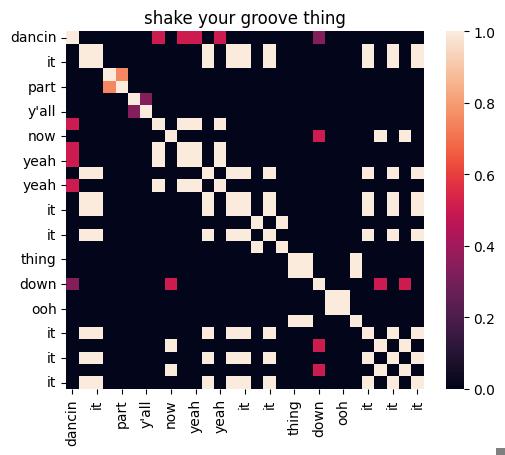 shake your groove thing
dancin
it
part
y'all
now
yeah
yeah
it
it
thing
down
ooh
it
it
it
dancin
it
part
y'all
now
yeah
yeah
it
it
thing
down
ooh
it
it
it
1.0
0.8
0.6
0.4
0.2
0.0